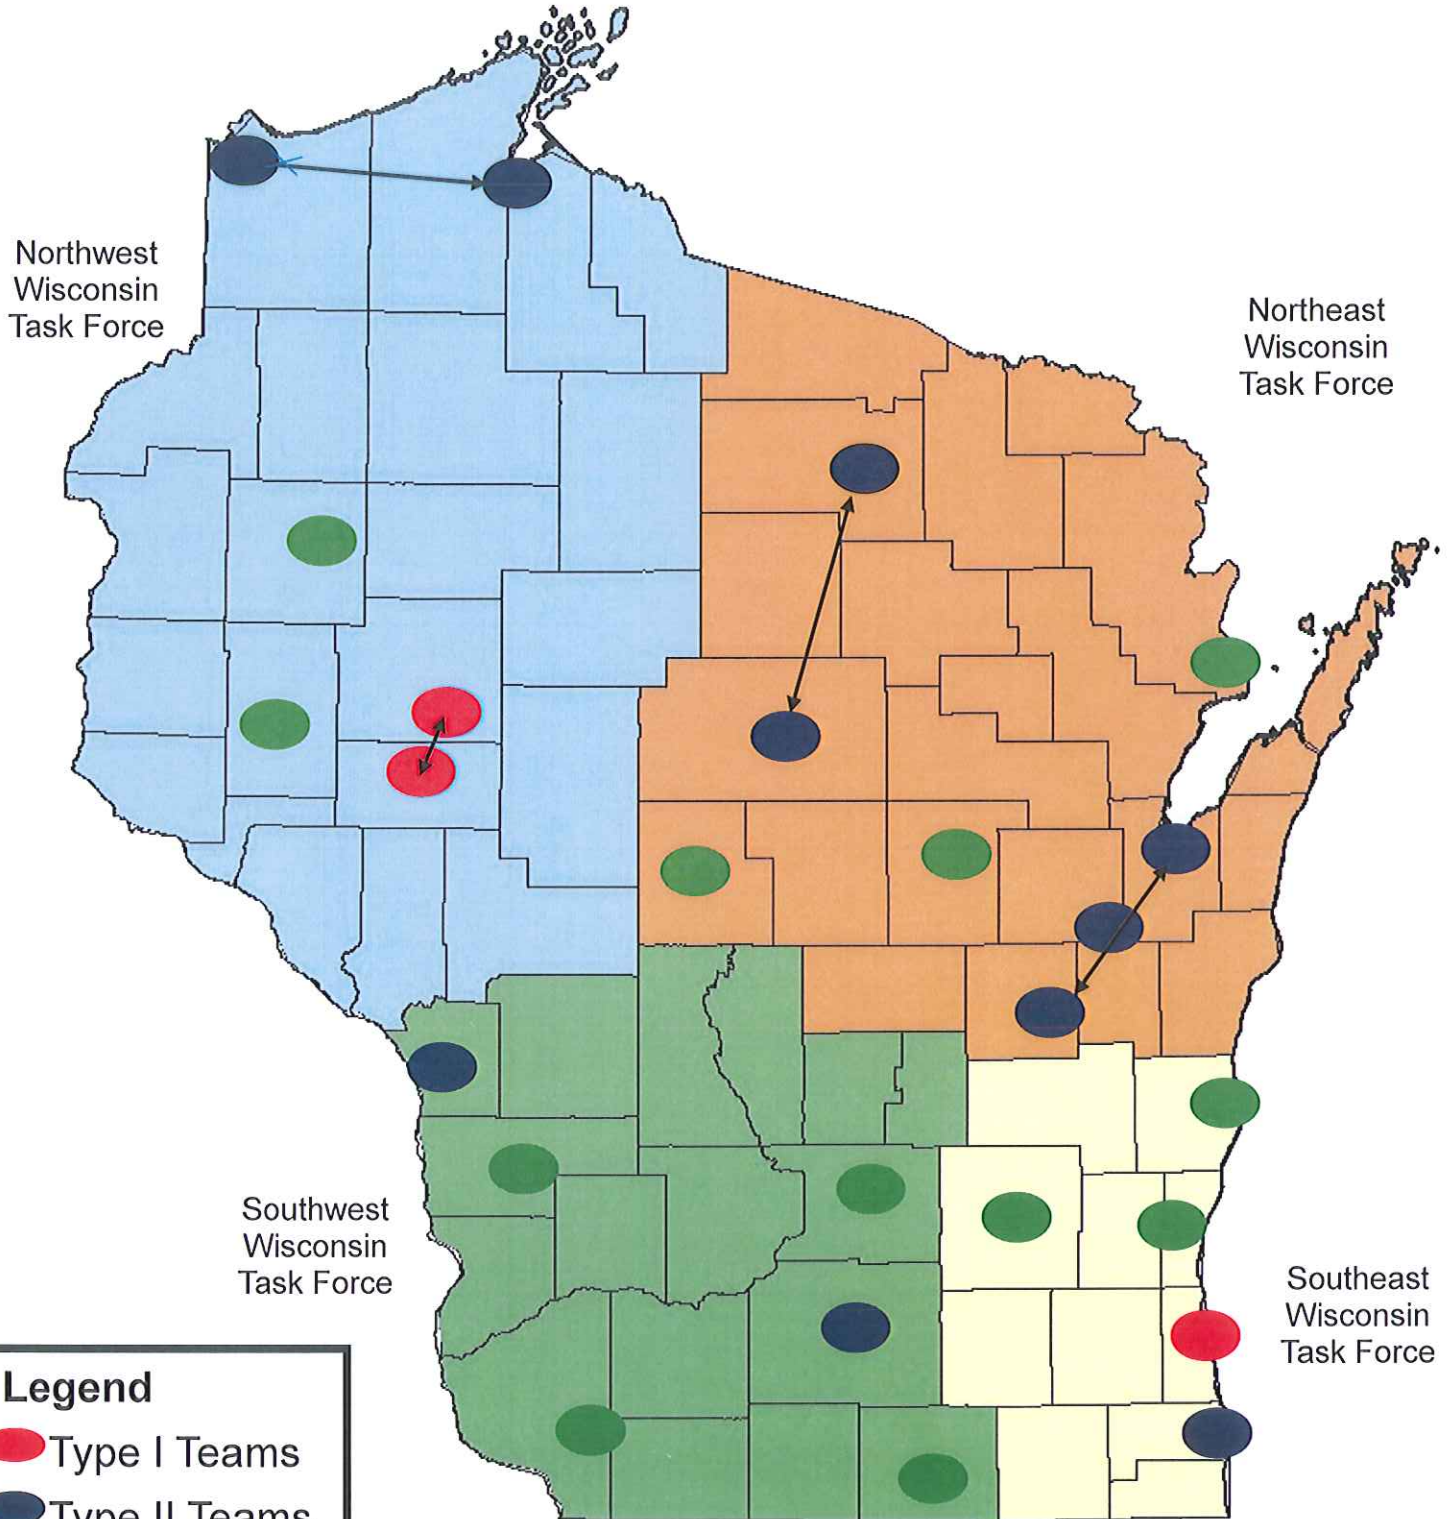 Northwest
Wisconsin
Task Force
Northeast
Wisconsin
Task Force
Southwest
Wisconsin
Task Force
Southeast
Wisconsin
Task Force
Legend
Type I Teams
Type II Teams